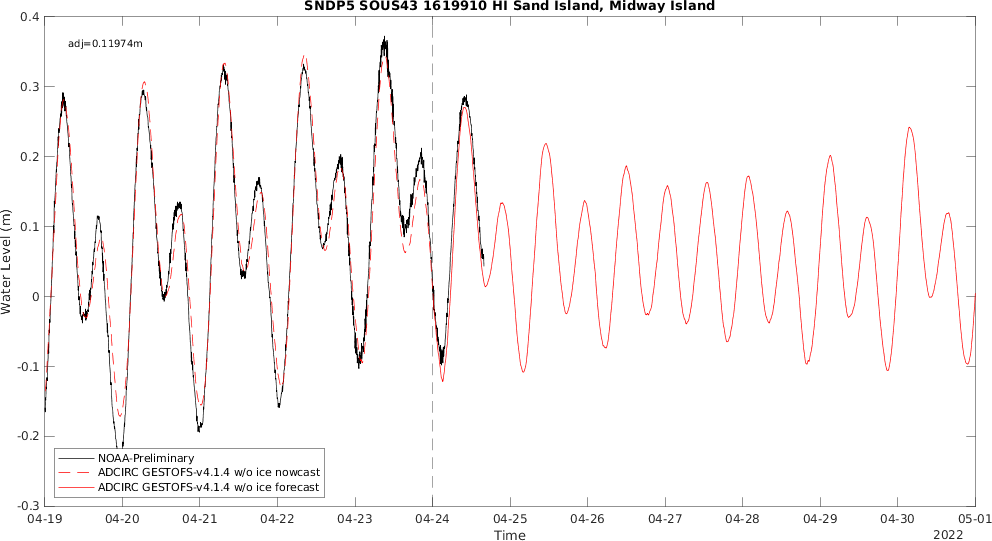 SNDP5 SOUS43 1619910 HI Sand Island, Midway Island
adj=0.11974m
0.4
0.3
0.2
0.1
0
-0.1
-0.2
-0.3
Water Level (m)
NOAA-Preliminary
ADCIRC GESTOFS-v4.1.4 w/o ice nowcast
ADCIRC GESTOFS-v4.1.4 w/o ice forecast
04-19 04-20 04-21 04-22 04-23 04-24 04-25 04-26 04-27 04-28 04-29 04-30 05-01
Time
2022